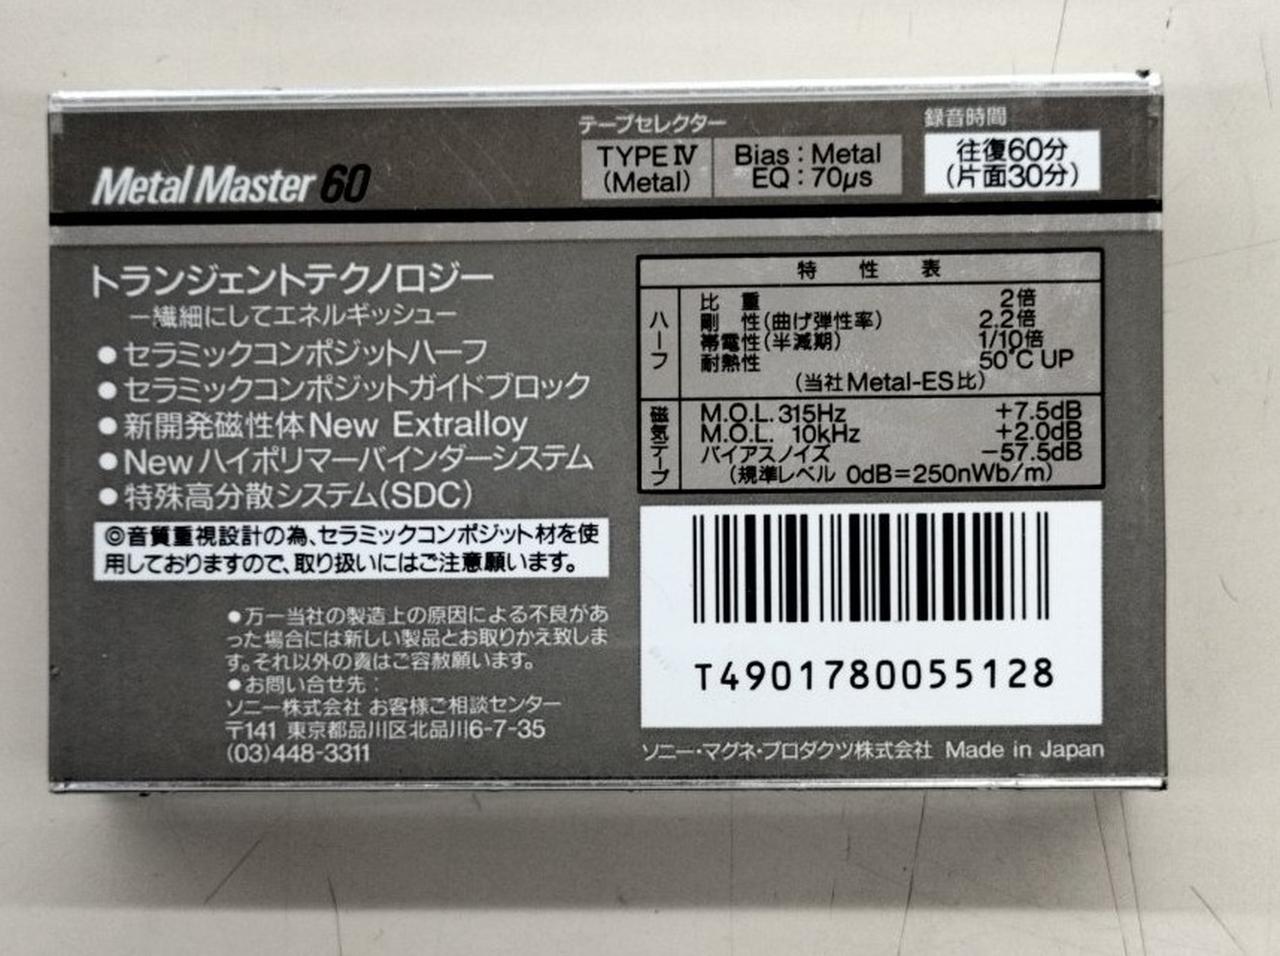 Metal Master 60
テープセレクター
TYPE Ⅳ
(Metal)
Bias : Metal
EQ : 70μs
録音時間
往復60分
(片面30分)
トランジェントテクノロジー
—繊細にしてエネルギッシュ—
●セラミックコンポジットハーフ
●セラミックコンポジットガイドブロック
●新開発磁性体New Extralloy
●Newハイポリマーバインダーシステム
●特殊高分散システム(SDC)
◎音質重視設計の為、セラミックコンポジット材を使
用しておりますので、取り扱いにはご注意願います。
●万一当社の製造上の原因による不良があ
った場合には新しい製品とお取りかえ致しま
す。それ以外の責はご容赦願います。
●お問い合せ先:
ソニー株式会社 お客様ご相談センター
〒141 東京都品川区北品川6-7-35
(03)448-3311
特 性 表
ハーフ
比 重 2倍
剛 性(曲げ弾性率) 2.2倍
帯電性(半減期) 1/10倍
耐熱性 50℃ UP
(当社Metal-ES比)
磁気テープ
M.O.L. 315Hz +7.5dB
M.O.L. 10kHz +2.0dB
バイアスノイズ −57.5dB
(規準レベル 0dB=250nWb/m)
T4901780055128
ソニー・マグネ・プロダクツ株式会社 Made in Japan